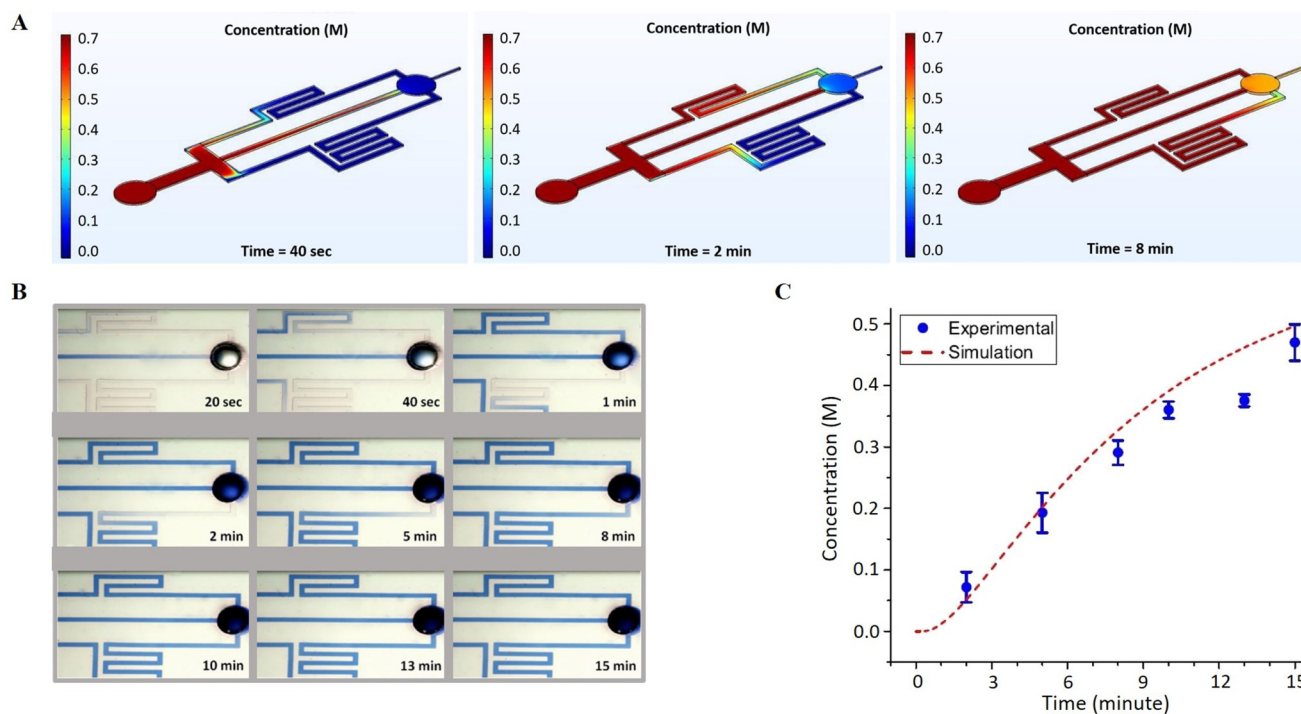 A
Concentration (M)
0.7
0.6
0.5
0.4
0.3
0.2
0.1
0.0
Time = 40 sec
Concentration (M)
0.7
0.6
0.5
0.4
0.3
0.2
0.1
0.0
Time = 2 min
Concentration (M)
0.7
0.6
0.5
0.4
0.3
0.2
0.1
0.0
Time = 8 min
B
20 sec
40 sec
1 min
2 min
5 min
8 min
10 min
13 min
15 min
C
Experimental
Simulation
Concentration (M)
0.5
0.4
0.3
0.2
0.1
0.0
0 3 6 9 12 15
Time (minute)